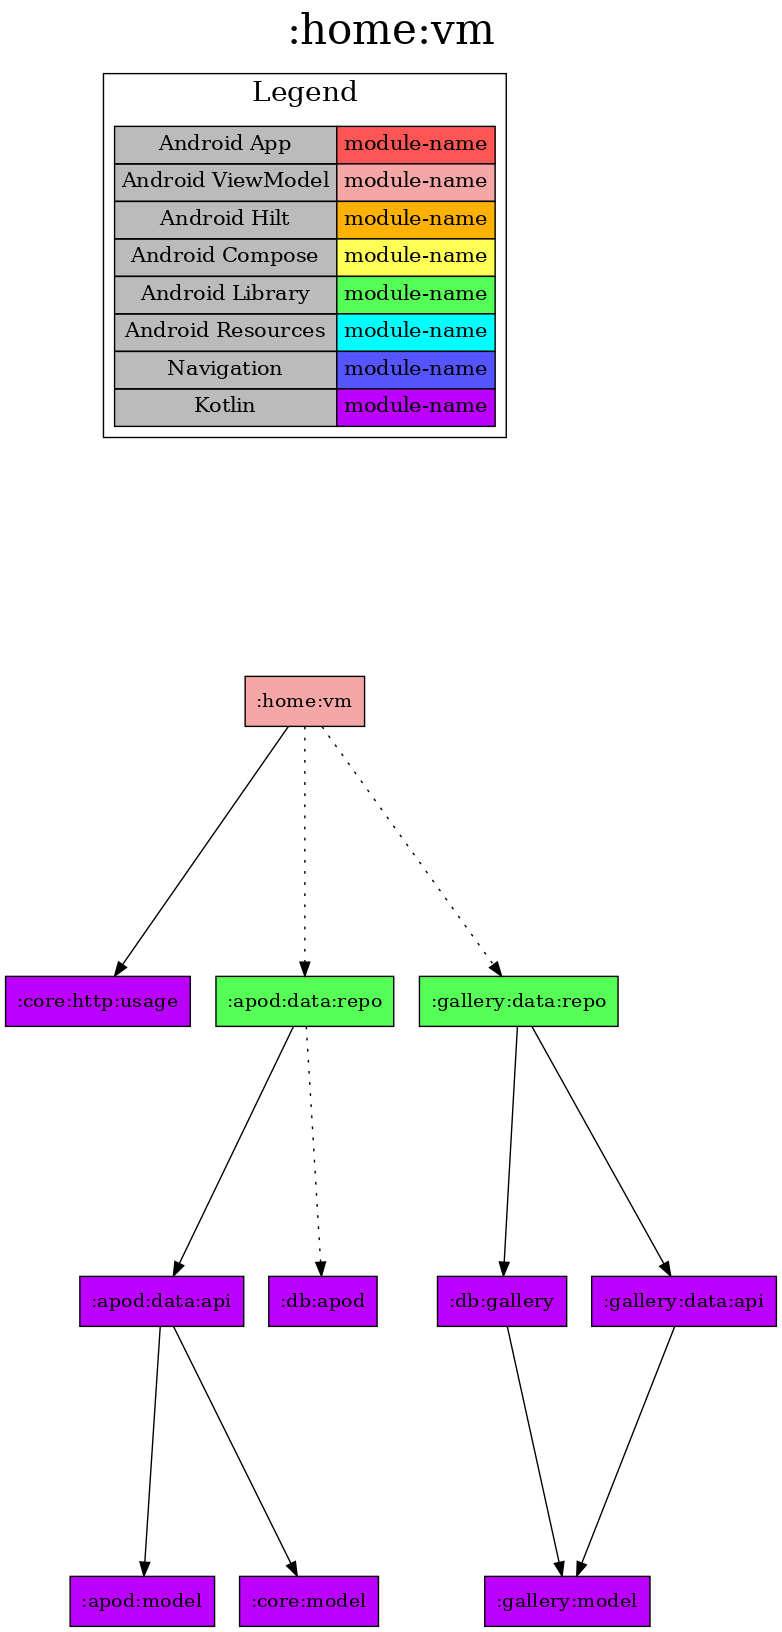 :home:vm
Legend
Android App module-name
Android ViewModel module-name
Android Hilt module-name
Android Compose module-name
Android Library module-name
Android Resources module-name
Navigation module-name
Kotlin module-name
:home:vm
:core:http:usage :apod:data:repo :gallery:data:repo
:apod:data:api :db:apod :db:gallery :gallery:data:api
:apod:model :core:model :gallery:model